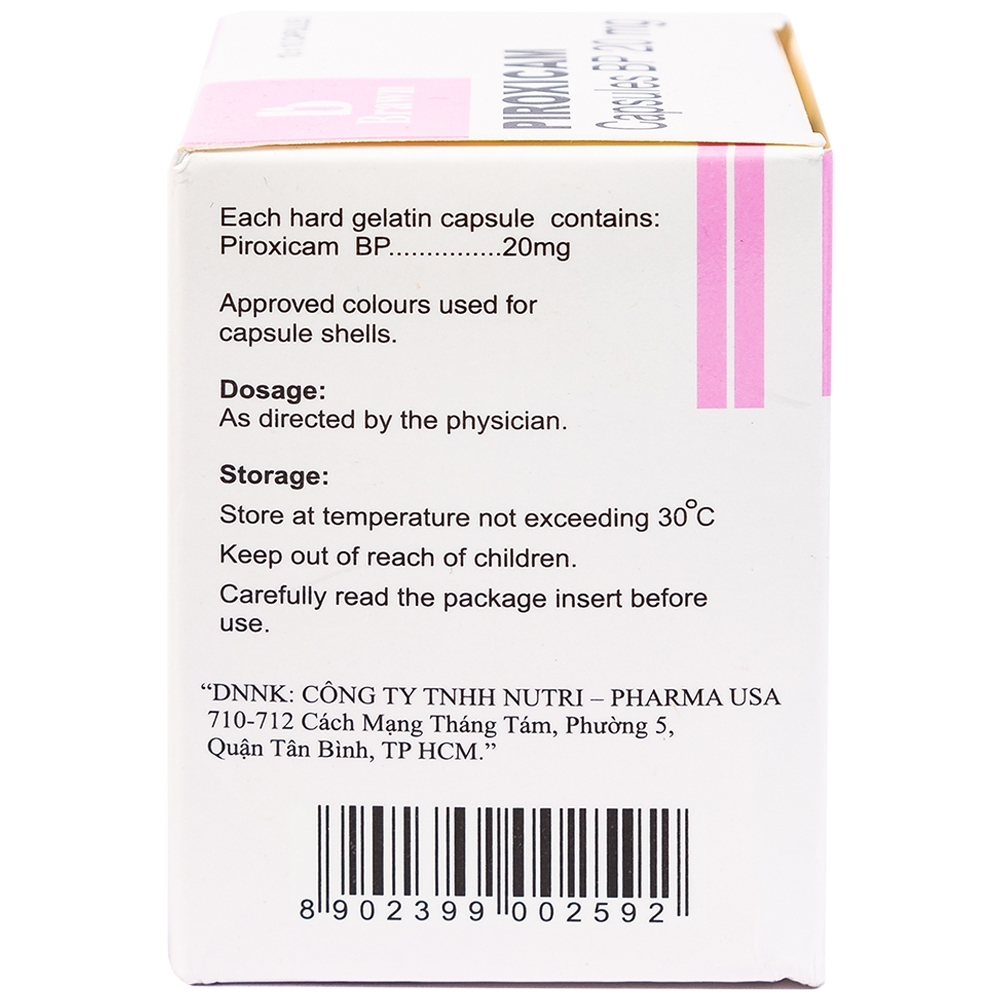 Brawn
PIROXICAM
Capsules BP 20 mg
Each hard gelatin capsule contains:
Piroxicam BP...............20mg
Approved colours used for
capsule shells.
Dosage:
As directed by the physician.
Storage:
Store at temperature not exceeding 30°C
Keep out of reach of children.
Carefully read the package insert before
use.
“DNNK: CÔNG TY TNHH NUTRI – PHARMA USA
710-712 Cách Mạng Tháng Tám, Phường 5,
Quận Tân Bình, TP HCM.”
8 902399 002592